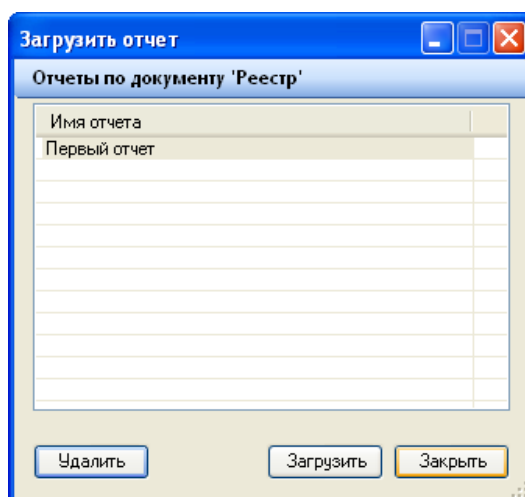 Загрузить отчет
Отчеты по документу 'Реестр'
Имя отчета
Первый отчет
Удалить Загрузить Закрыть